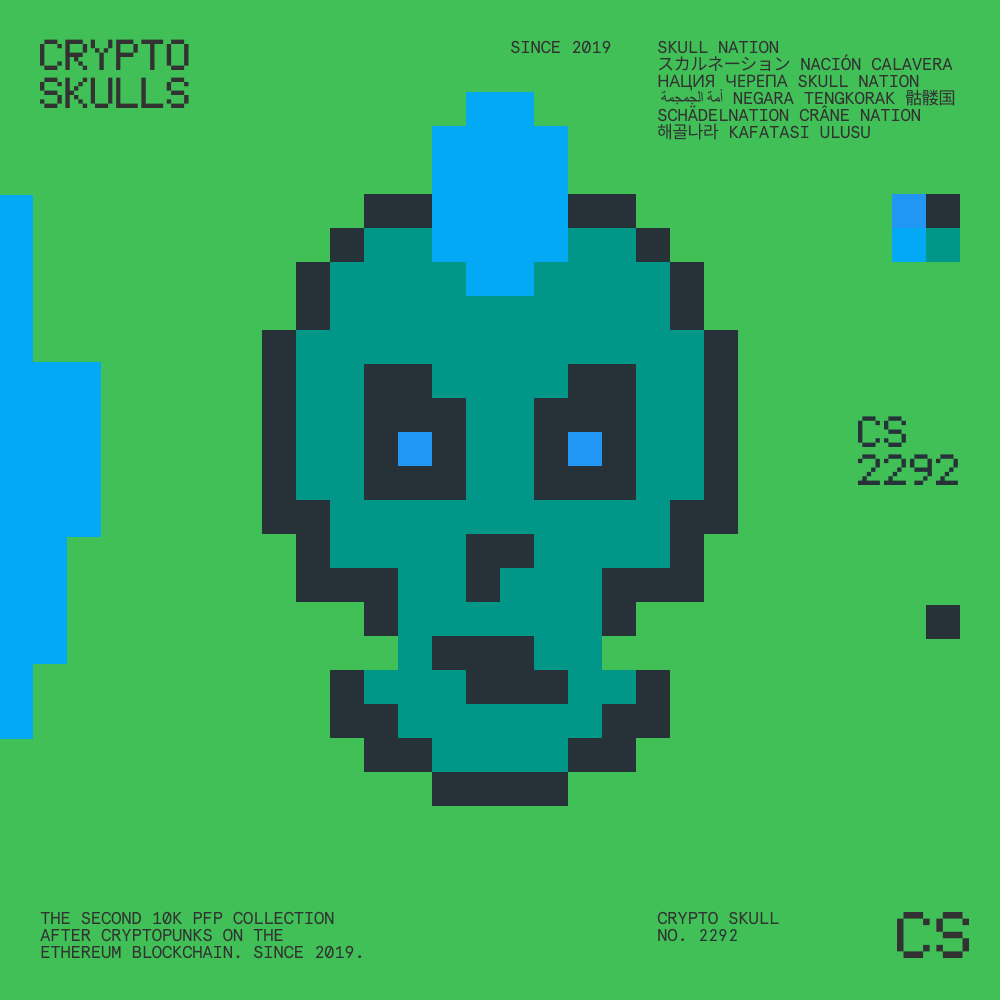 CRYPTO
SKULLS
SINCE 2019
SKULL NATION
スカルネーション NACIÓN CALAVERA
НАЦИЯ ЧЕРЕПА SKULL NATION
أمة الجمجمة NEGARA TENGKORAK 骷髅国
SCHÄDELNATION CRÂNE NATION
해골나라 KAFATASI ULUSU
CS
2292
THE SECOND 10K PFP COLLECTION
AFTER CRYPTOPUNKS ON THE
ETHEREUM BLOCKCHAIN. SINCE 2019.
CRYPTO SKULL
NO. 2292
CS